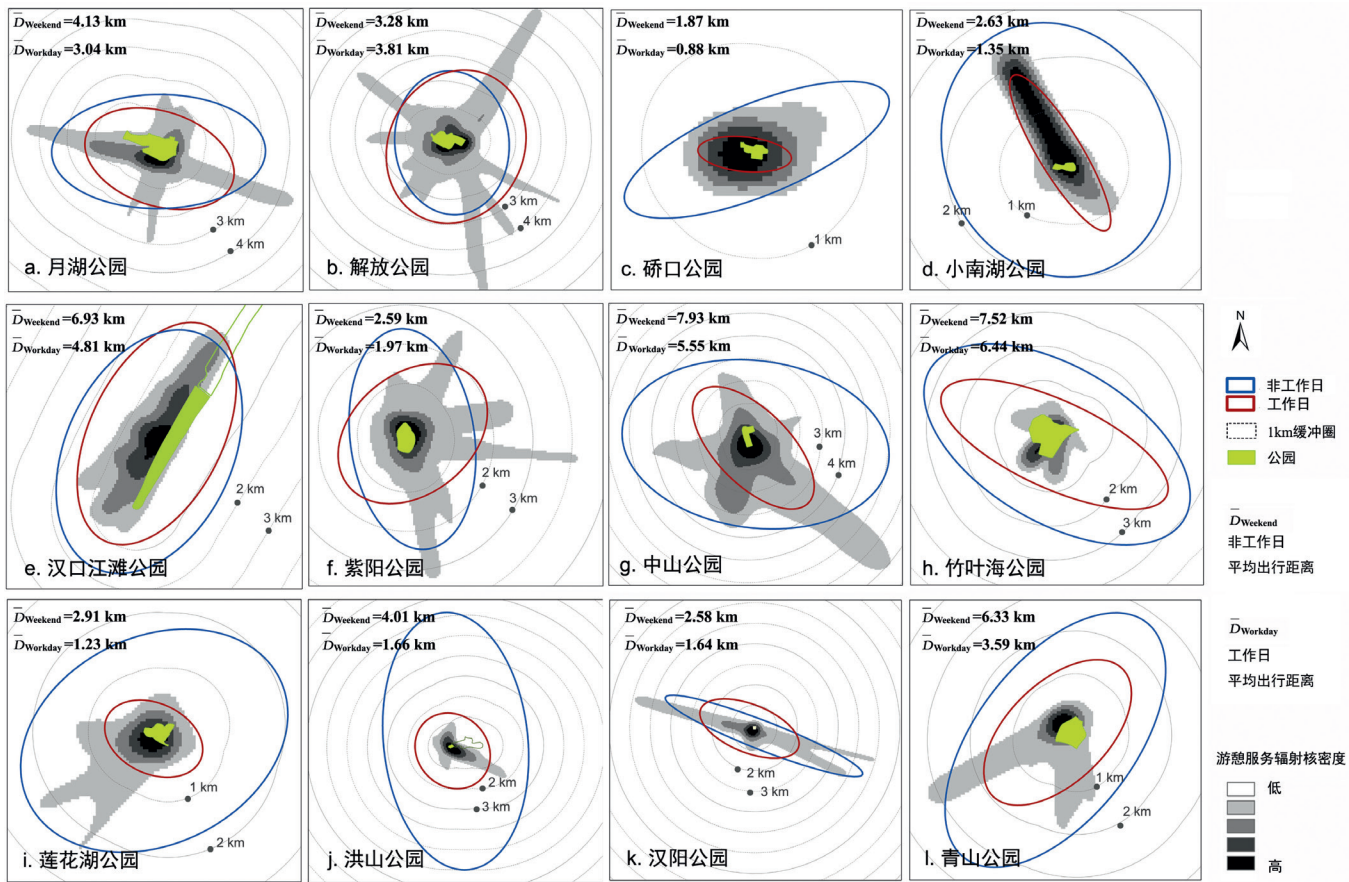 D̅Weekend=4.13 km
D̅Workday=3.04 km
3 km
4 km
a. 月湖公园
D̅Weekend=3.28 km
D̅Workday=3.81 km
3 km
4 km
b. 解放公园
D̅Weekend=1.87 km
D̅Workday=0.88 km
1 km
c. 硚口公园
D̅Weekend=2.63 km
D̅Workday=1.35 km
1 km
2 km
d. 小南湖公园
D̅Weekend=6.93 km
D̅Workday=4.81 km
2 km
3 km
e. 汉口江滩公园
D̅Weekend=2.59 km
D̅Workday=1.97 km
2 km
3 km
f. 紫阳公园
D̅Weekend=7.93 km
D̅Workday=5.55 km
3 km
4 km
g. 中山公园
D̅Weekend=7.52 km
D̅Workday=6.44 km
2 km
3 km
h. 竹叶海公园
D̅Weekend=2.91 km
D̅Workday=1.23 km
1 km
2 km
i. 莲花湖公园
D̅Weekend=4.01 km
D̅Workday=1.66 km
2 km
3 km
j. 洪山公园
D̅Weekend=2.58 km
D̅Workday=1.64 km
2 km
3 km
k. 汉阳公园
D̅Weekend=6.33 km
D̅Workday=3.59 km
1 km
2 km
l. 青山公园
N
非工作日
工作日
1km缓冲圈
公园
D̅Weekend
非工作日
平均出行距离
D̅Workday
工作日
平均出行距离
游憩服务辐射核密度
低
高